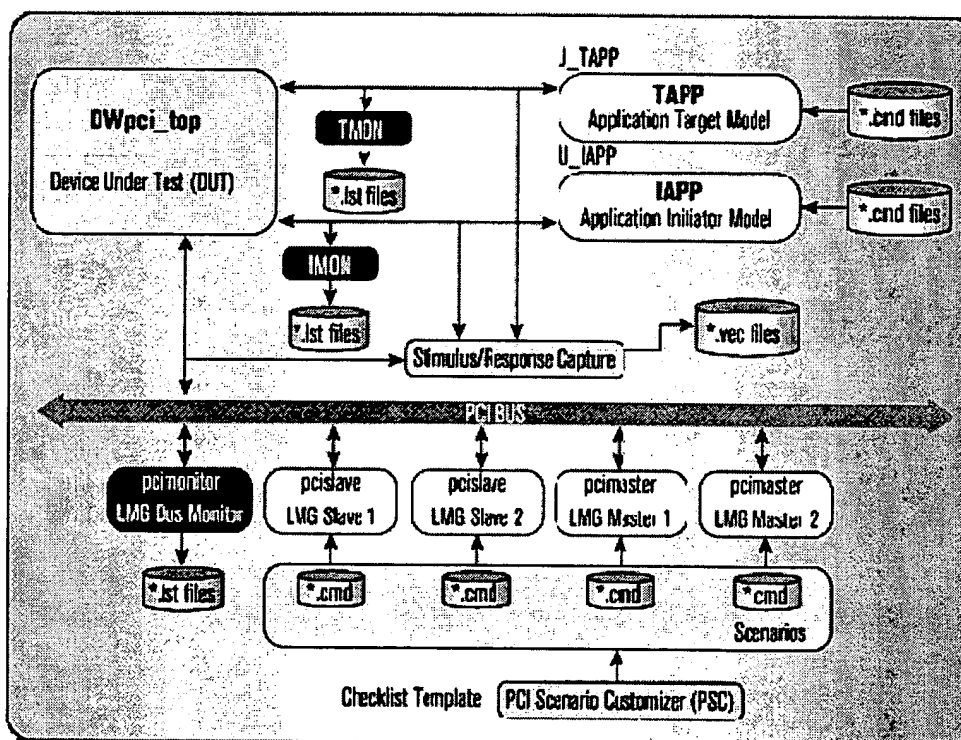 J_TAPP
DWpci_top
Device Under Test (DUT)
TMON
*.lst files
TAPP
Application Target Model
*.cmd files
U_IAPP
IAPP
Application Initiator Model
*.cmd files
IMON
*.lst files
Stimulus/Response Capture
*.vec files
PCI BUS
pcimonitor
LMG Bus Monitor
pcislave
LMG Slave 1
pcislave
LMG Slave 2
pcimaster
LMG Master 1
pcimaster
LMG Master 2
*.lst files
*.cmd
*.cmd
*.cmd
*cmd
Scenarios
Checklist Template
PCI Scenario Customizer (PSC)